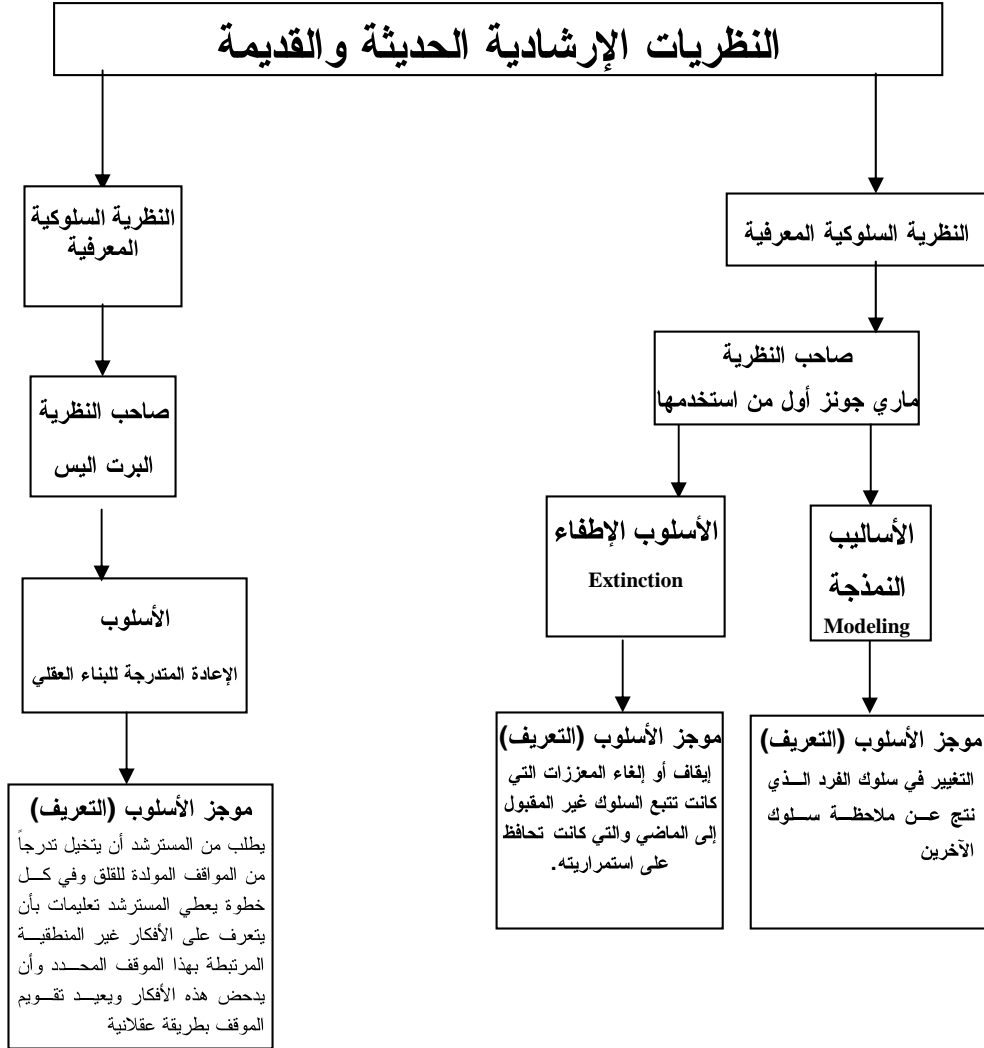 النظريات الإرشادية الحديثة والقديمة
النظرية السلوكية المعرفية
صاحب النظرية
ماري جونز أول من استخدمها
الأساليب
النمذجة
Modeling
موجز الأسلوب (التعريف)
التغيير في سلوك الفرد الذي
نتج عن ملاحظة سلوك
الآخرين
الأسلوب الإطفاء
Extinction
موجز الأسلوب (التعريف)
إيقاف أو إلغاء المعززات التي
كانت تتبع السلوك غير المقبول
إلى الماضي والتي كانت تحافظ
على استمراريته.
النظرية السلوكية
المعرفية
صاحب النظرية
البرت اليس
الأسلوب
الإعادة المتدرجة للبناء العقلي
موجز الأسلوب (التعريف)
يطلب من المسترشد أن يتخيل تدرجاً
من المواقف المولدة للقلق وفي كل
خطوة يعطي المسترشد تعليمات بأن
يتعرف على الأفكار غير المنطقية
المرتبطة بهذا الموقف المحدد وأن
يدحض هذه الأفكار ويعيد تقويم
الموقف بطريقة عقلانية